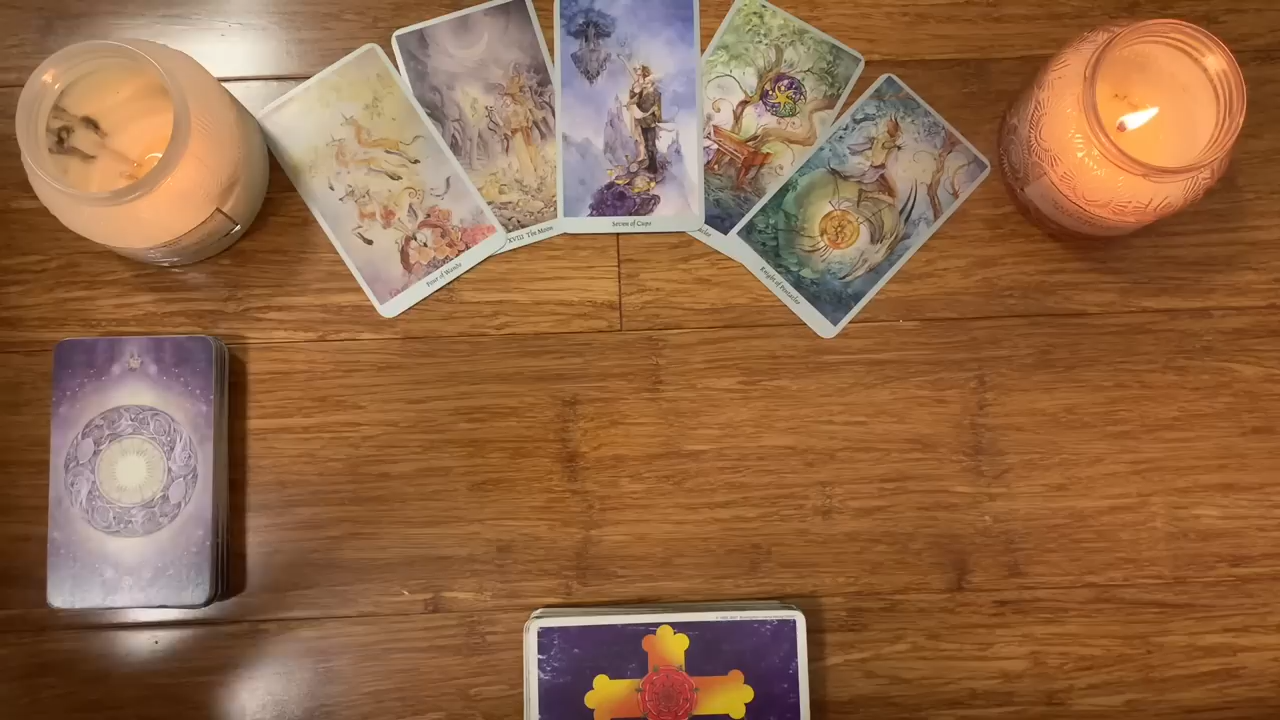 Four of Wands
XVIII The Moon
Seven of Cups
Knight of Pentacles